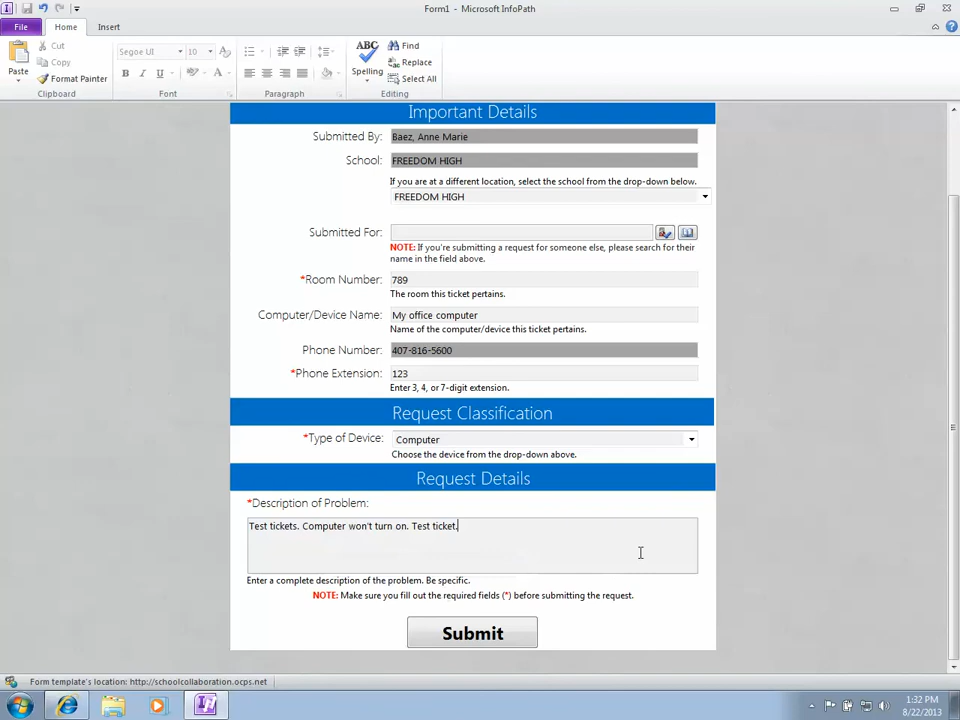 Form1 - Microsoft InfoPath
File
Home
Insert
Paste
Cut
Copy
Format Painter
Clipboard
Segoe UI
10
B I U
A
Font
Paragraph
ABC
Spelling
Find
Replace
Select All
Editing
Important Details
Submitted By: Baez, Anne Marie
School: FREEDOM HIGH
If you are at a different location, select the school from the drop-down below.
FREEDOM HIGH
Submitted For:
NOTE: If you're submitting a request for someone else, please search for their
name in the field above.
*Room Number: 789
The room this ticket pertains.
Computer/Device Name: My office computer
Name of the computer/device this ticket pertains.
Phone Number: 407-816-5600
*Phone Extension: 123
Enter 3, 4, or 7-digit extension.
Request Classification
*Type of Device: Computer
Choose the device from the drop-down above.
Request Details
*Description of Problem:
Test tickets. Computer won't turn on. Test ticket.
Enter a complete description of the problem. Be specific.
NOTE: Make sure you fill out the required fields (*) before submitting the request.
Submit
Form template's location: http://schoolcollaboration.ocps.net
1:32 PM
8/22/2013